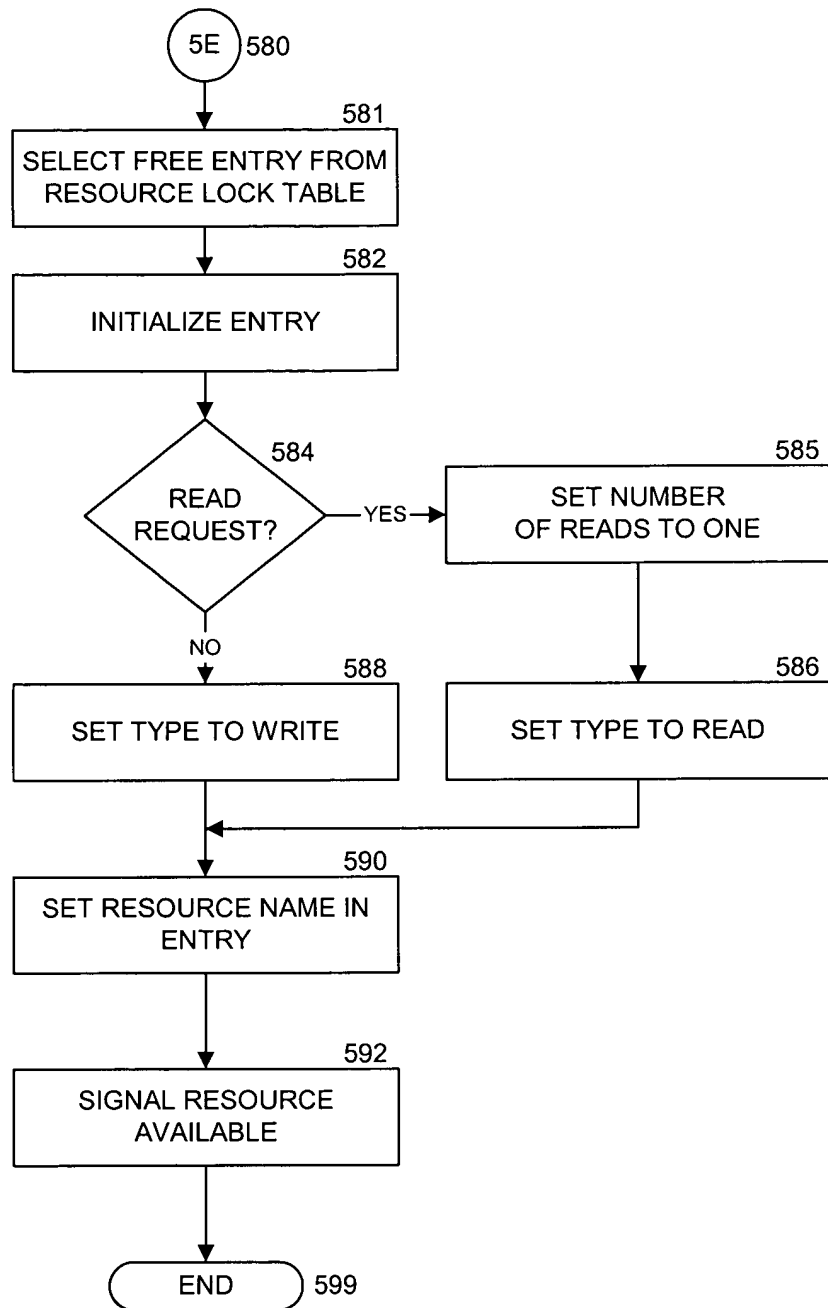 5E
580
581
SELECT FREE ENTRY FROM
RESOURCE LOCK TABLE
582
INITIALIZE ENTRY
584
READ
REQUEST?
YES
585
SET NUMBER
OF READS TO ONE
NO
588
SET TYPE TO WRITE
586
SET TYPE TO READ
590
SET RESOURCE NAME IN
ENTRY
592
SIGNAL RESOURCE
AVAILABLE
END
599